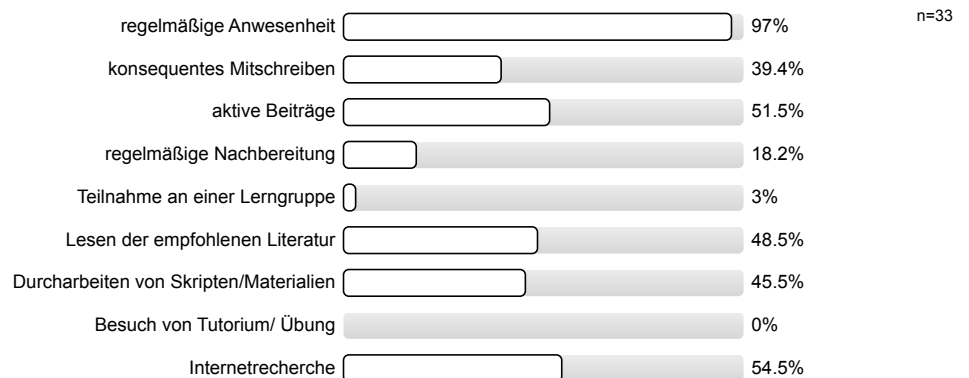 regelmäßige Anwesenheit 97% n=33
konsequentes Mitschreiben 39.4%
aktive Beiträge 51.5%
regelmäßige Nachbereitung 18.2%
Teilnahme an einer Lerngruppe 3%
Lesen der empfohlenen Literatur 48.5%
Durcharbeiten von Skripten/Materialien 45.5%
Besuch von Tutorium/ Übung 0%
Internetrecherche 54.5%